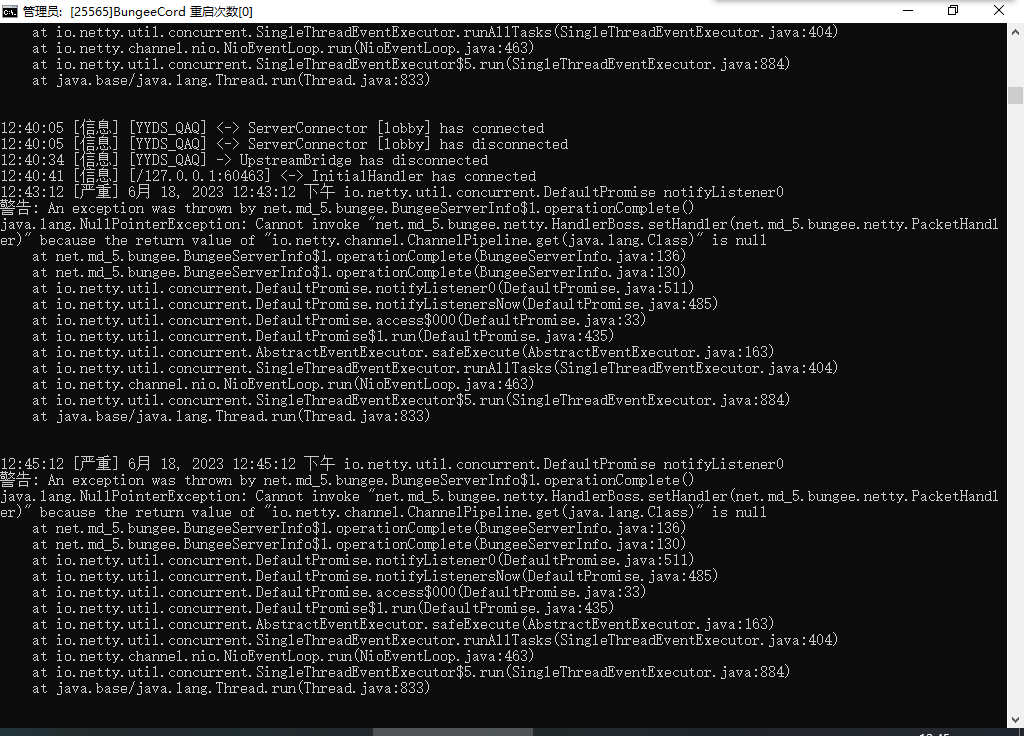 管理员: [25565]BungeeCord 重启次数[0]
at io.netty.util.concurrent.SingleThreadEventExecutor.runAllTasks(SingleThreadEventExecutor.java:404)
at io.netty.channel.nio.NioEventLoop.run(NioEventLoop.java:463)
at io.netty.util.concurrent.SingleThreadEventExecutor$5.run(SingleThreadEventExecutor.java:884)
at java.base/java.lang.Thread.run(Thread.java:833)
12:40:05 [信息] [YYDS_QAQ] <-> ServerConnector [lobby] has connected
12:40:05 [信息] [YYDS_QAQ] <-> ServerConnector [lobby] has disconnected
12:40:34 [信息] [YYDS_QAQ] -> UpstreamBridge has disconnected
12:40:41 [信息] [/127.0.0.1:60463] <-> InitialHandler has connected
12:43:12 [严重] 6月 18, 2023 12:43:12 下午 io.netty.util.concurrent.DefaultPromise notifyListener0
警告: An exception was thrown by net.md_5.bungee.BungeeServerInfo$1.operationComplete()
java.lang.NullPointerException: Cannot invoke "net.md_5.bungee.netty.HandlerBoss.setHandler(net.md_5.bungee.netty.PacketHandl
er)" because the return value of "io.netty.channel.ChannelPipeline.get(java.lang.Class)" is null
at net.md_5.bungee.BungeeServerInfo$1.operationComplete(BungeeServerInfo.java:136)
at net.md_5.bungee.BungeeServerInfo$1.operationComplete(BungeeServerInfo.java:130)
at io.netty.util.concurrent.DefaultPromise.notifyListener0(DefaultPromise.java:511)
at io.netty.util.concurrent.DefaultPromise.notifyListenersNow(DefaultPromise.java:485)
at io.netty.util.concurrent.DefaultPromise.access$000(DefaultPromise.java:33)
at io.netty.util.concurrent.DefaultPromise$1.run(DefaultPromise.java:435)
at io.netty.util.concurrent.AbstractEventExecutor.safeExecute(AbstractEventExecutor.java:163)
at io.netty.util.concurrent.SingleThreadEventExecutor.runAllTasks(SingleThreadEventExecutor.java:404)
at io.netty.channel.nio.NioEventLoop.run(NioEventLoop.java:463)
at io.netty.util.concurrent.SingleThreadEventExecutor$5.run(SingleThreadEventExecutor.java:884)
at java.base/java.lang.Thread.run(Thread.java:833)
12:45:12 [严重] 6月 18, 2023 12:45:12 下午 io.netty.util.concurrent.DefaultPromise notifyListener0
警告: An exception was thrown by net.md_5.bungee.BungeeServerInfo$1.operationComplete()
java.lang.NullPointerException: Cannot invoke "net.md_5.bungee.netty.HandlerBoss.setHandler(net.md_5.bungee.netty.PacketHandl
er)" because the return value of "io.netty.channel.ChannelPipeline.get(java.lang.Class)" is null
at net.md_5.bungee.BungeeServerInfo$1.operationComplete(BungeeServerInfo.java:136)
at net.md_5.bungee.BungeeServerInfo$1.operationComplete(BungeeServerInfo.java:130)
at io.netty.util.concurrent.DefaultPromise.notifyListener0(DefaultPromise.java:511)
at io.netty.util.concurrent.DefaultPromise.notifyListenersNow(DefaultPromise.java:485)
at io.netty.util.concurrent.DefaultPromise.access$000(DefaultPromise.java:33)
at io.netty.util.concurrent.DefaultPromise$1.run(DefaultPromise.java:435)
at io.netty.util.concurrent.AbstractEventExecutor.safeExecute(AbstractEventExecutor.java:163)
at io.netty.util.concurrent.SingleThreadEventExecutor.runAllTasks(SingleThreadEventExecutor.java:404)
at io.netty.channel.nio.NioEventLoop.run(NioEventLoop.java:463)
at io.netty.util.concurrent.SingleThreadEventExecutor$5.run(SingleThreadEventExecutor.java:884)
at java.base/java.lang.Thread.run(Thread.java:833)